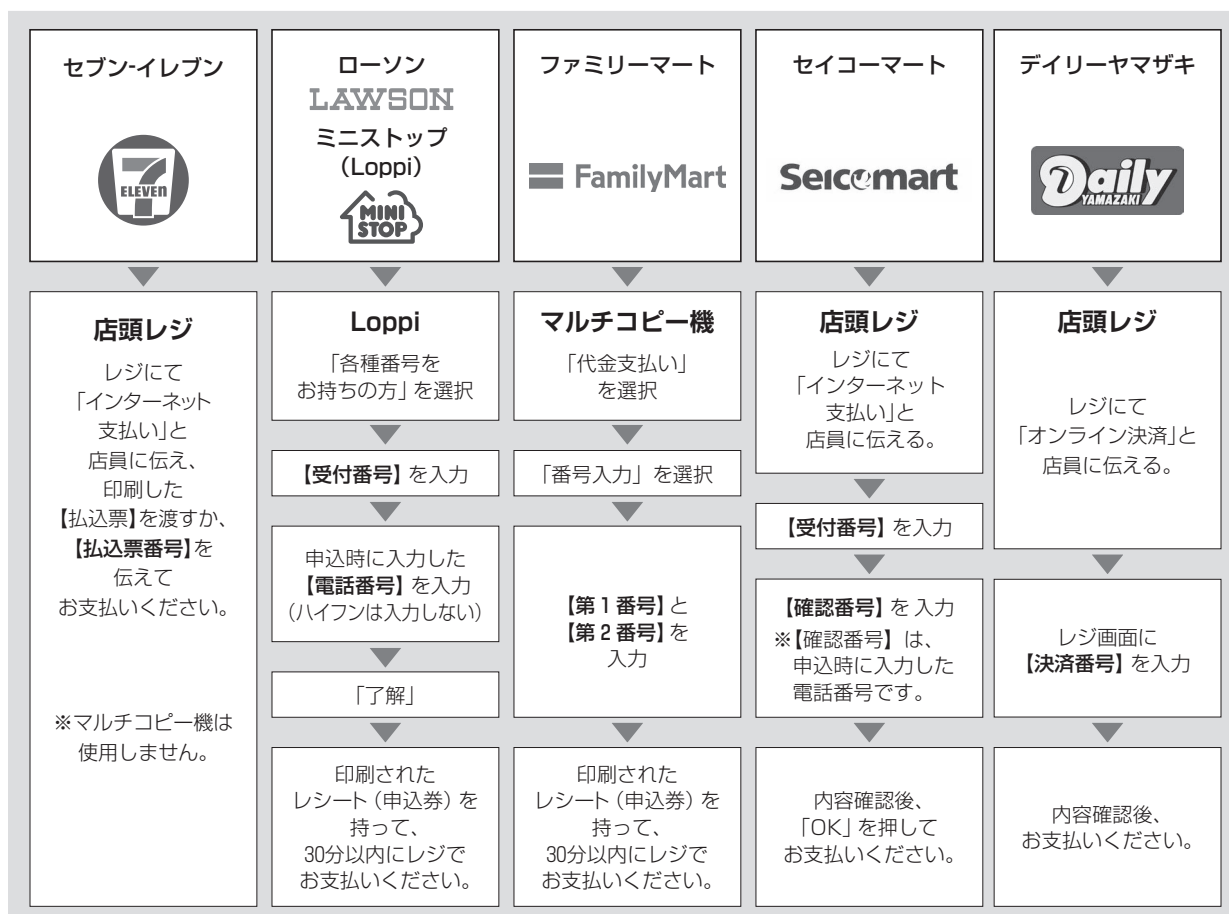 セブン-イレブン
7
ELEVEn
ローソン
LAWSON
ミニストップ
（Loppi）
MINI
STOP
ファミリーマート
FamilyMart
セイコーマート
Seicomart
デイリーヤマザキ
Daily
YAMAZAKI
店頭レジ
レジにて
「インターネット
支払い」と
店員に伝え、
印刷した
【払込票】を渡すか、
【払込票番号】を
伝えて
お支払いください。
※マルチコピー機は
使用しません。
Loppi
「各種番号を
お持ちの方」を選択
【受付番号】を入力
申込時に入力した
【電話番号】を入力
（ハイフンは入力しない）
「了解」
印刷された
レシート（申込券）を
持って、
30分以内にレジで
お支払いください。
マルチコピー機
「代金支払い」
を選択
「番号入力」を選択
【第1番号】と
【第2番号】を
入力
印刷された
レシート（申込券）を
持って、
30分以内にレジで
お支払いください。
店頭レジ
レジにて
「インターネット
支払い」と
店員に伝える。
【受付番号】を入力
【確認番号】を入力
※【確認番号】は、
申込時に入力した
電話番号です。
内容確認後、
「OK」を押して
お支払いください。
店頭レジ
レジにて
「オンライン決済」と
店員に伝える。
レジ画面に
【決済番号】を入力
内容確認後、
お支払いください。